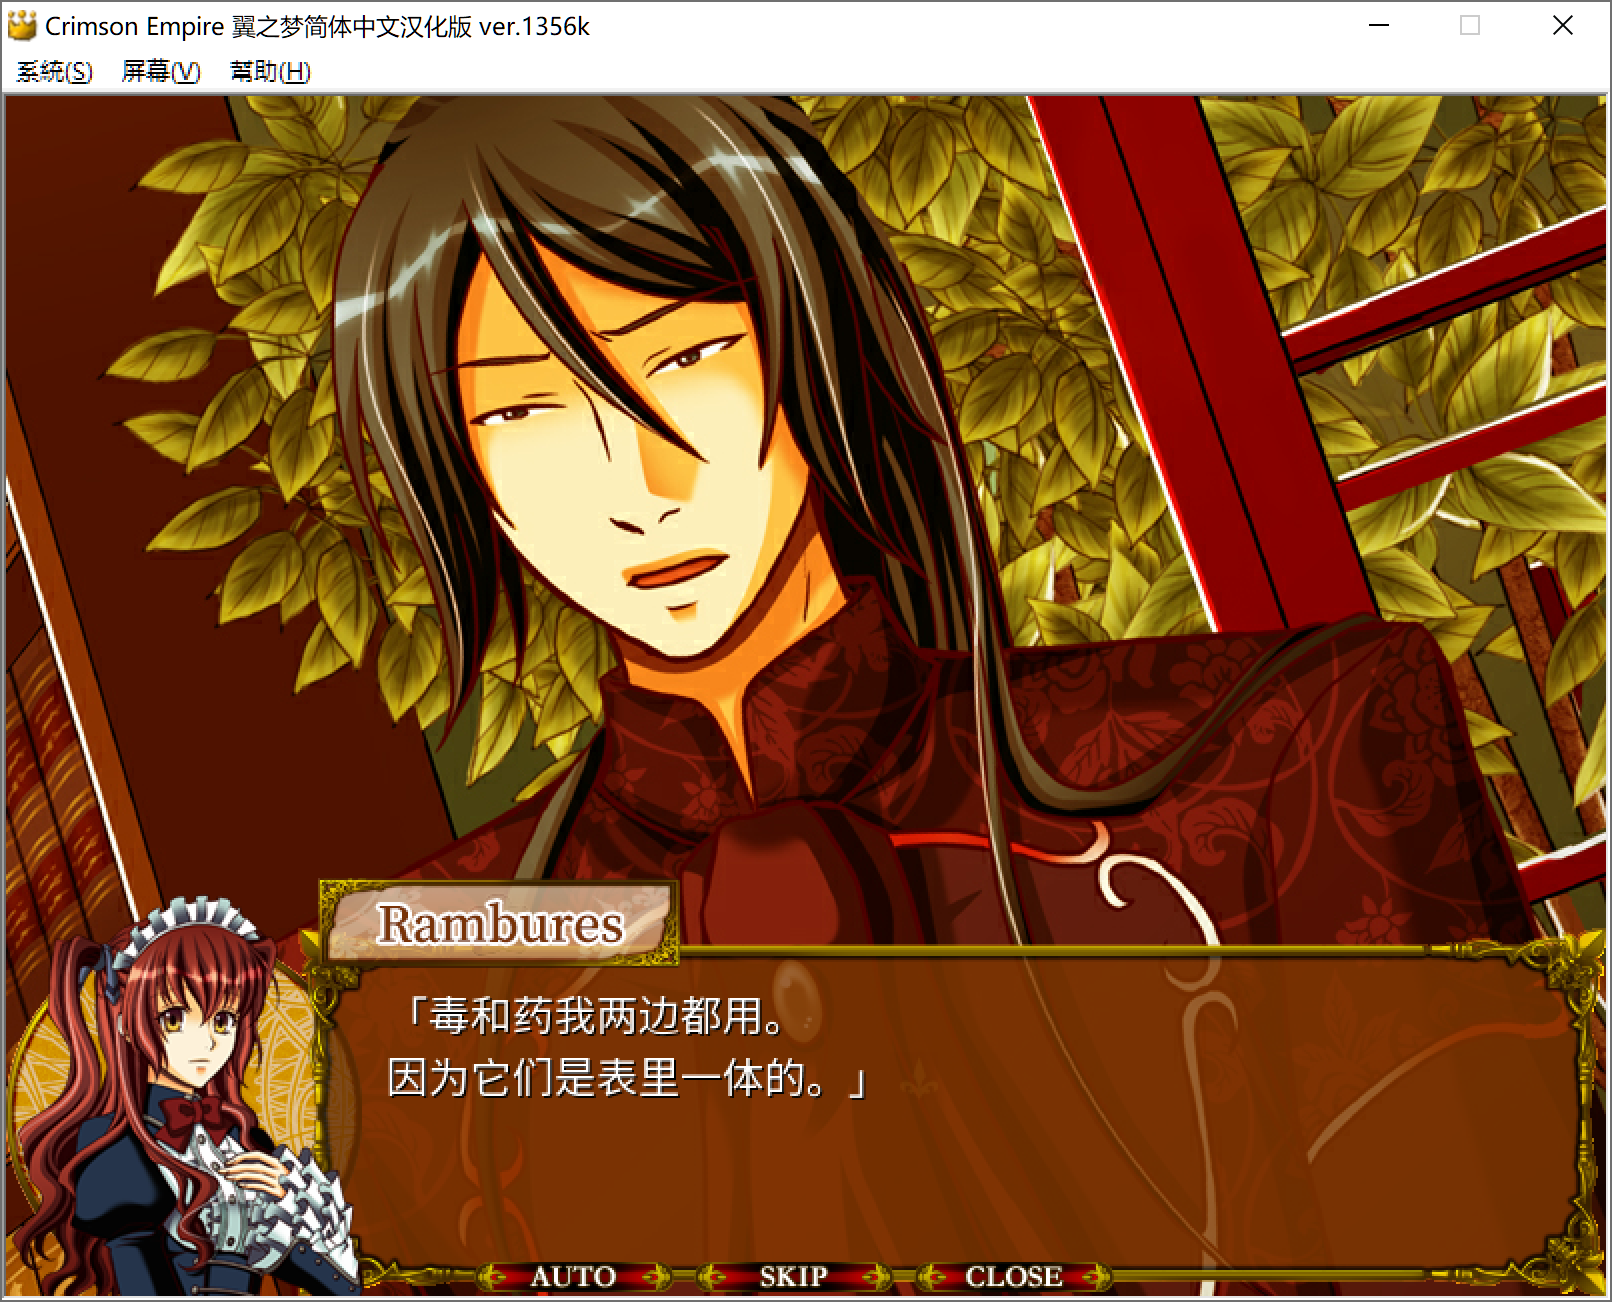 Crimson Empire 翼之梦简体中文汉化版 ver.1356k
系統(S) 屏幕(V) 幫助(H)
Rambures
「毒和药我两边都用。
因为它们是表里一体的。」
AUTO SKIP CLOSE